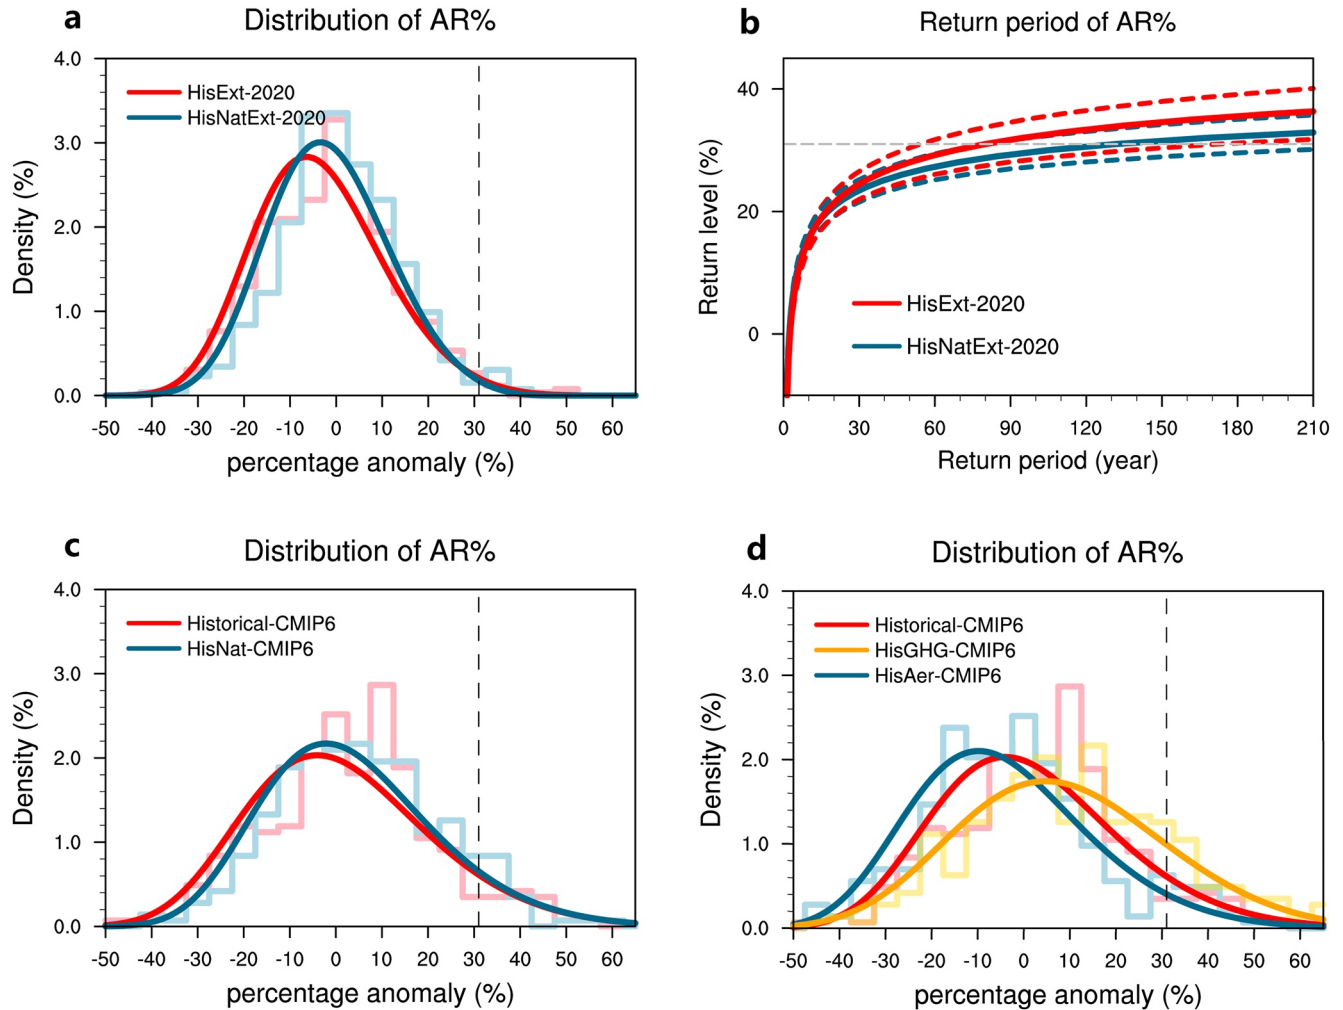 a
Distribution of AR%
4.0
3.0
2.0
1.0
0.0
Density (%)
HisExt-2020
HisNatExt-2020
-50 -40 -30 -20 -10 0 10 20 30 40 50 60
percentage anomaly (%)
b
Return period of AR%
40
20
0
Return level (%)
HisExt-2020
HisNatExt-2020
0 30 60 90 120 150 180 210
Return period (year)
c
Distribution of AR%
4.0
3.0
2.0
1.0
0.0
Density (%)
Historical-CMIP6
HisNat-CMIP6
-50 -40 -30 -20 -10 0 10 20 30 40 50 60
percentage anomaly (%)
d
Distribution of AR%
4.0
3.0
2.0
1.0
0.0
Density (%)
Historical-CMIP6
HisGHG-CMIP6
HisAer-CMIP6
-50 -40 -30 -20 -10 0 10 20 30 40 50 60
percentage anomaly (%)